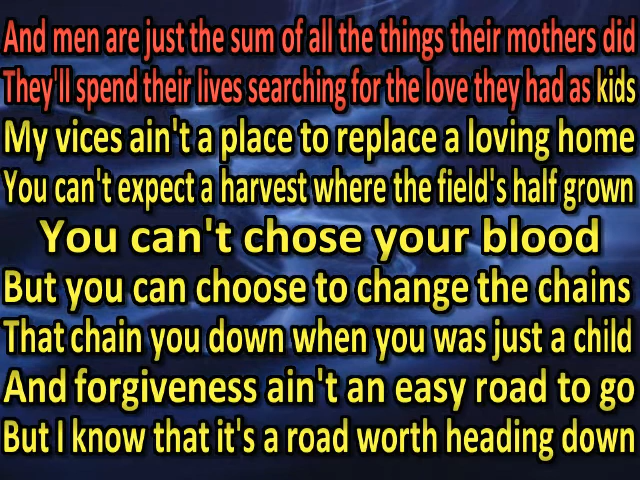 And men are just the sum of all the things their mothers did
They'll spend their lives searching for the love they had as kids
My vices ain't a place to replace a loving home
You can't expect a harvest where the field's half grown
You can't chose your blood
But you can choose to change the chains
That chain you down when you was just a child
And forgiveness ain't an easy road to go
But I know that it's a road worth heading down